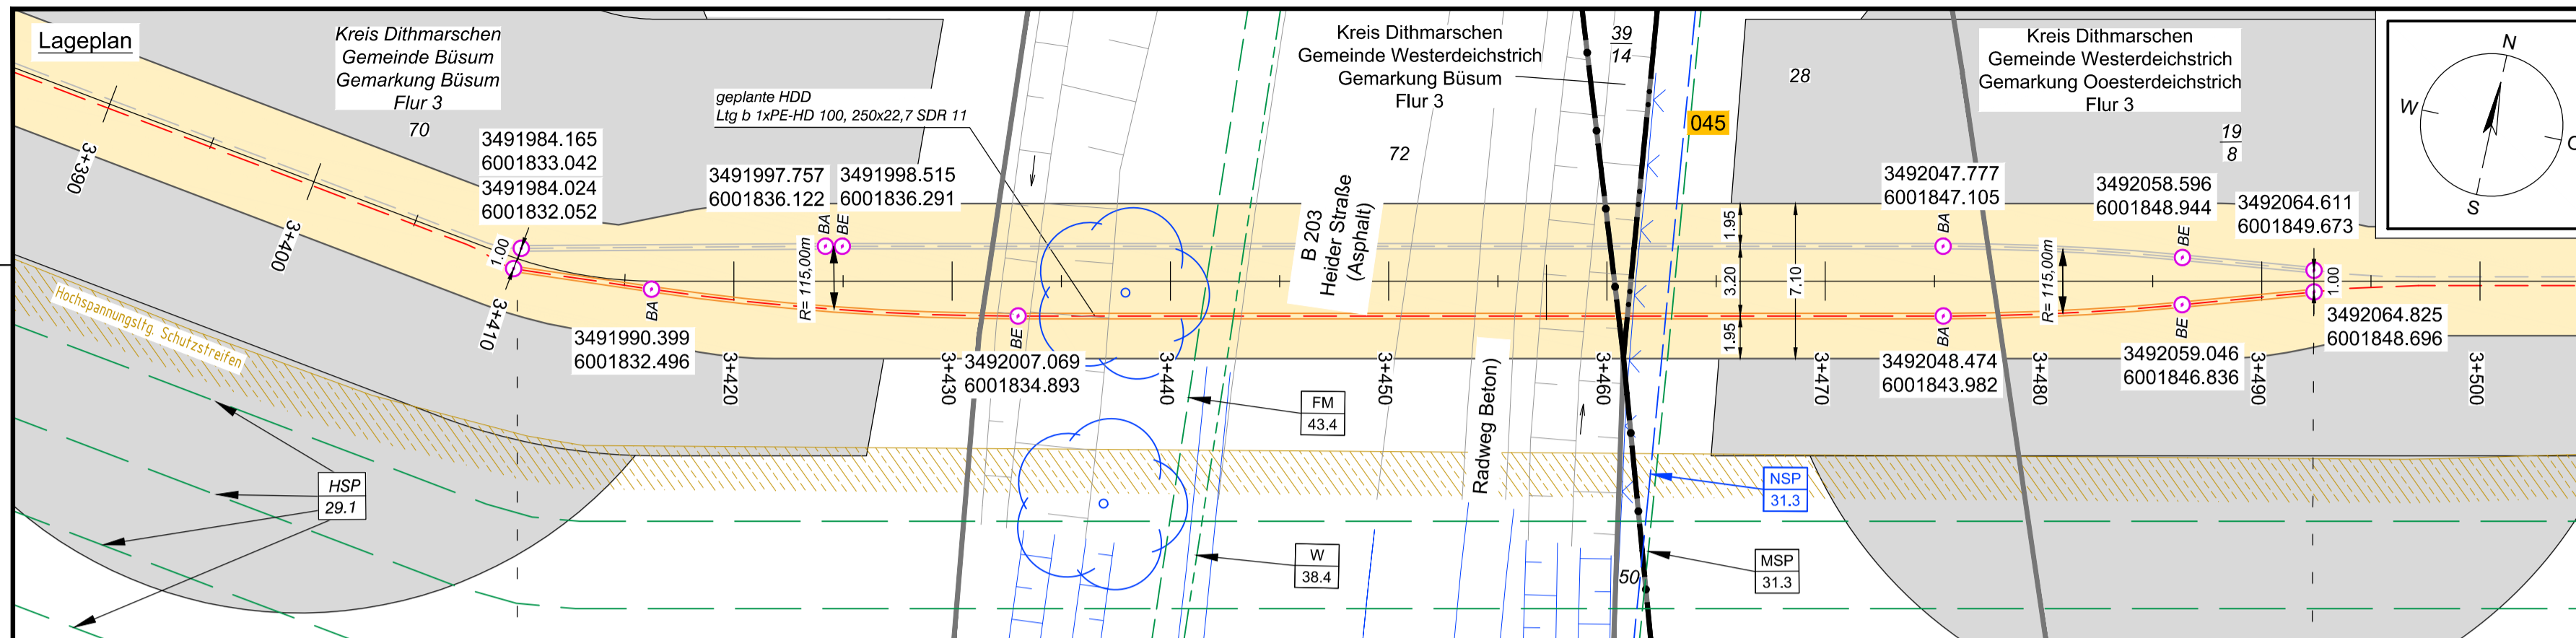 Lageplan
Kreis Dithmarschen
Gemeinde Büsum
Gemarkung Büsum
Flur 3
70
geplante HDD
Ltg b 1xPE-HD 100, 250x22,7 SDR 11
Kreis Dithmarschen
Gemeinde Westerdeichstrich
Gemarkung Büsum
Flur 3
39
14
72
045
28
Kreis Dithmarschen
Gemeinde Westerdeichstrich
Gemarkung Ooesterdeichstrich
Flur 3
19
8
N
W
O
S
3+390
3+400
3+410
3491984.165
6001833.042
3491984.024
6001832.052
1.00
3491997.757
6001836.122
3491998.515
6001836.291
BA
BE
R= 115,00m
BA
3491990.399
6001832.496
3+420
3+430
BE
3492007.069
6001834.893
3+440
B 203
Heider Straße
(Asphalt)
3+450
Radweg Beton)
3+460
1.95
3.20
1.95
7.10
3492047.777
6001847.105
BA
BA
3492048.474
6001843.982
3+470
3+480
R= 115,00m
3492058.596
6001848.944
BE
BE
3492059.046
6001846.836
3492064.611
6001849.673
1.00
3492064.825
6001848.696
3+490
3+500
Hochspannungsltg. Schutzstreifen
HSP
29.1
FM
43.4
W
38.4
NSP
31.3
MSP
31.3
50